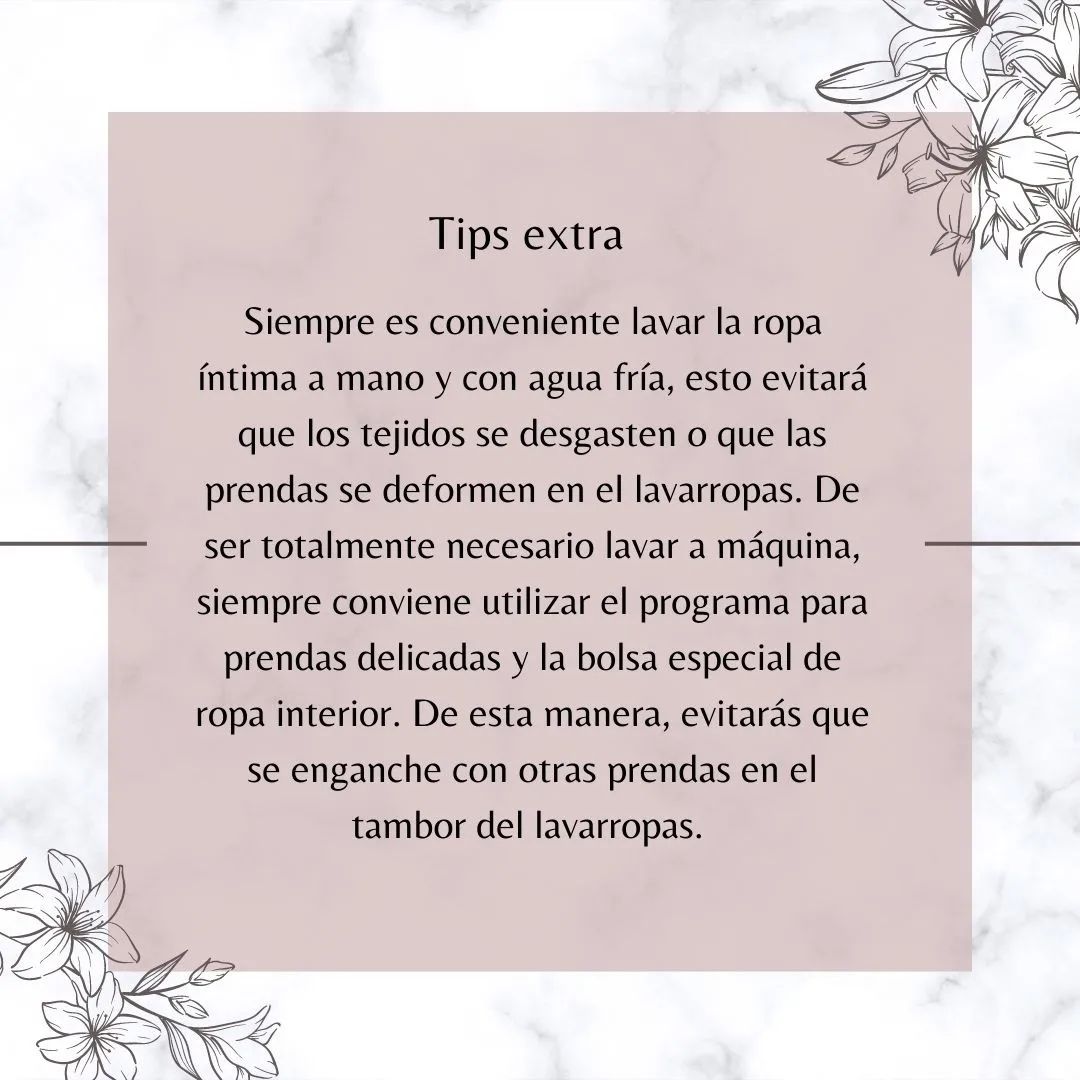 Tips extra
Siempre es conveniente lavar la ropa
íntima a mano y con agua fría, esto evitará
que los tejidos se desgasten o que las
prendas se deformen en el lavarropas. De
ser totalmente necesario lavar a máquina,
siempre conviene utilizar el programa para
prendas delicadas y la bolsa especial de
ropa interior. De esta manera, evitarás que
se enganche con otras prendas en el
tambor del lavarropas.